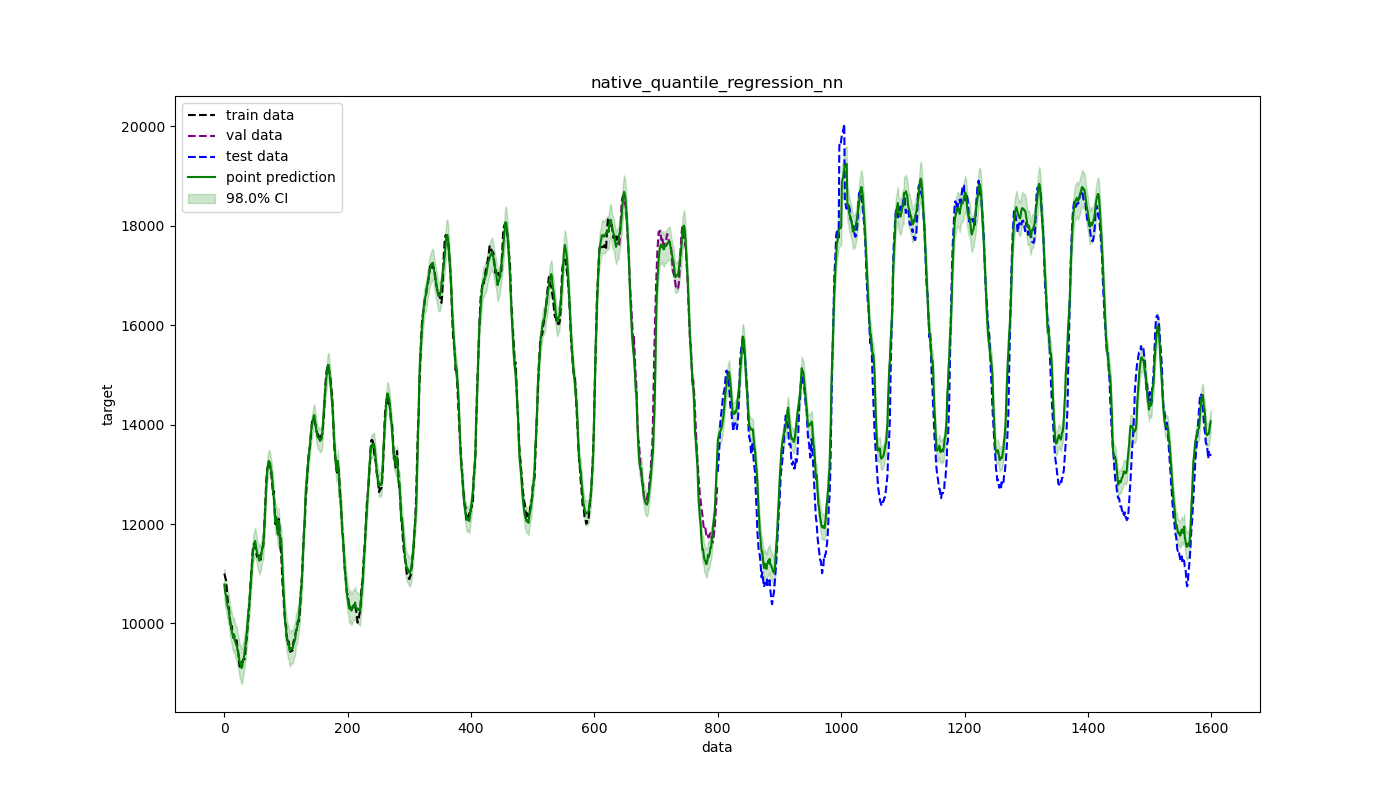 native_quantile_regression_nn
train data
val data
test data
point prediction
98.0% CI
20000
18000
16000
14000
12000
10000
target
0 200 400 600 800 1000 1200 1400 1600
data